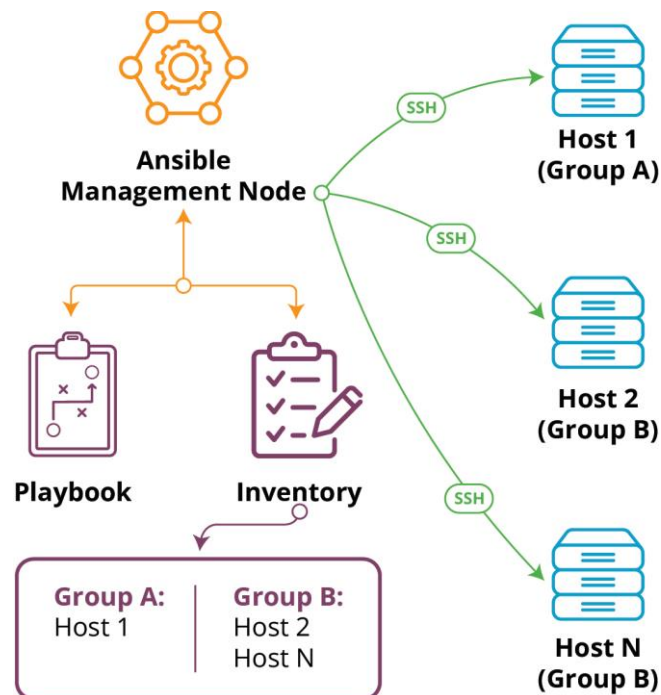 Ansible
Management Node
SSH
Host 1
(Group A)
SSH
Host 2
(Group B)
Playbook
Inventory
SSH
Group A:
Host 1
Group B:
Host 2
Host N
Host N
(Group B)